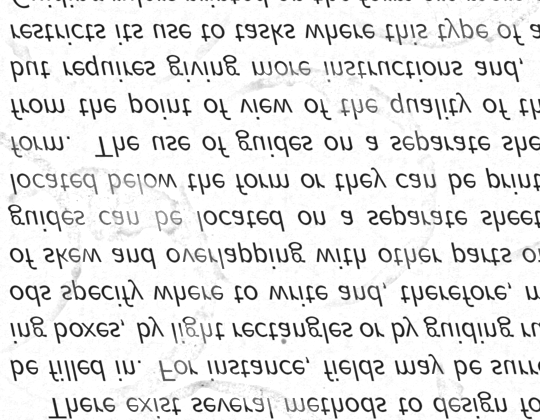 There exist several methods to design fo
be filled in. For instance, fields may be surr
ing boxes, by light rectangles or by guiding ru
ods specify where to write and, therefore, m
of skew and overlapping with other parts o
guides can be located on a separate sheet
located below the form or they can be print
form. The use of guides on a separate she
from the point of view of the quality of th
but requires giving more instructions and,
restricts its use to tasks where this type of a